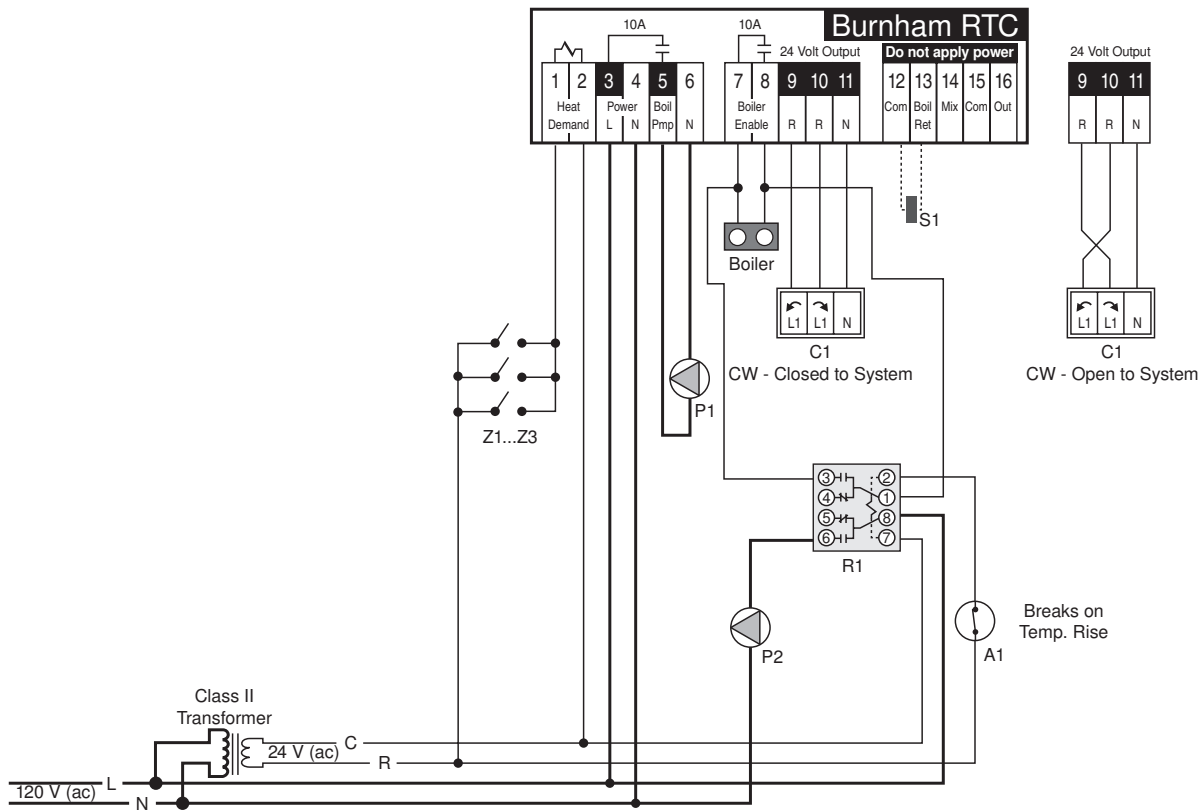 Burnham RTC
10A
10A
24 Volt Output
Do not apply power
24 Volt Output
1 2 3 4 5 6 7 8 9 10 11 12 13 14 15 16
Heat Demand
Power
L N
Boil Pmp
N
Boiler Enable
R R N
Com
Boil Ret
Mix
Com
Out
9 10 11
R R N
S1
Boiler
L1 L1 N
C1
CW - Closed to System
L1 L1 N
C1
CW - Open to System
Z1...Z3
P1
3 2
4 1
5 8
6 7
R1
P2
Breaks on
Temp. Rise
A1
Class II
Transformer
24 V (ac)
C
R
120 V (ac)
L
N